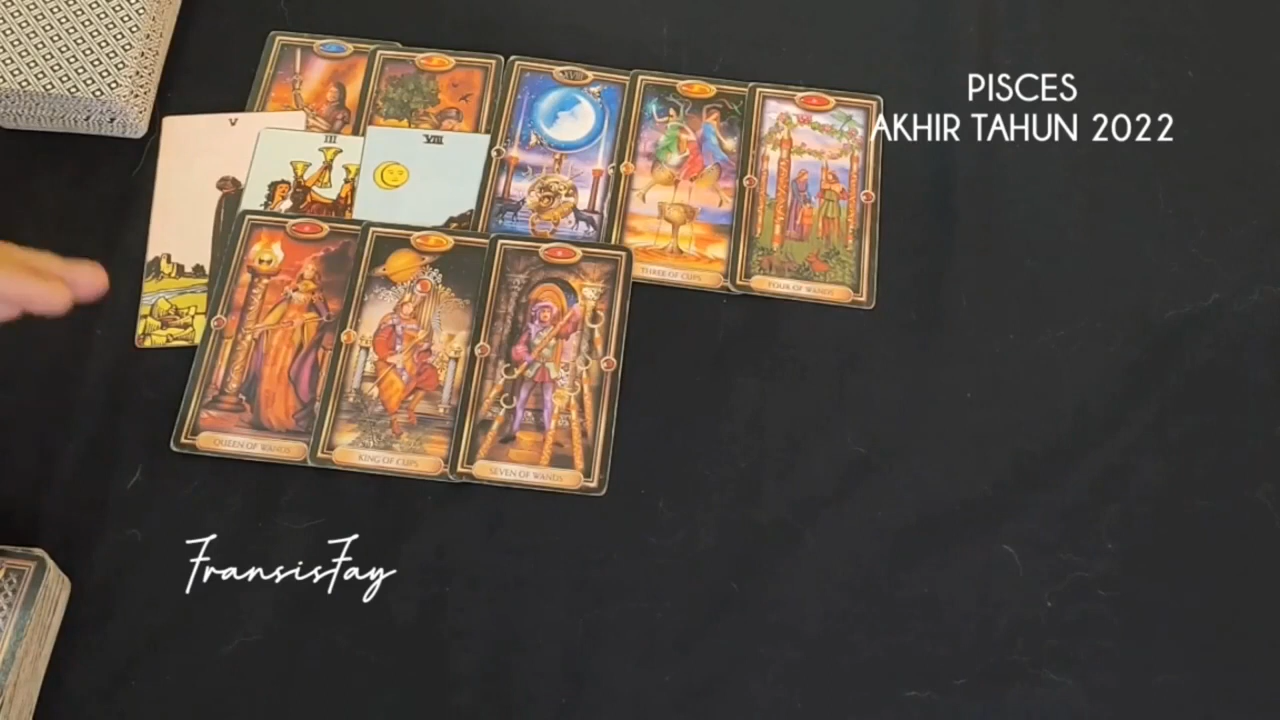 PISCES
AKHIR TAHUN 2022
XVIII
V
III
VIII
THREE OF CUPS
FOUR OF WANDS
QUEEN OF WANDS
KING OF CUPS
SEVEN OF WANDS
FransisFay